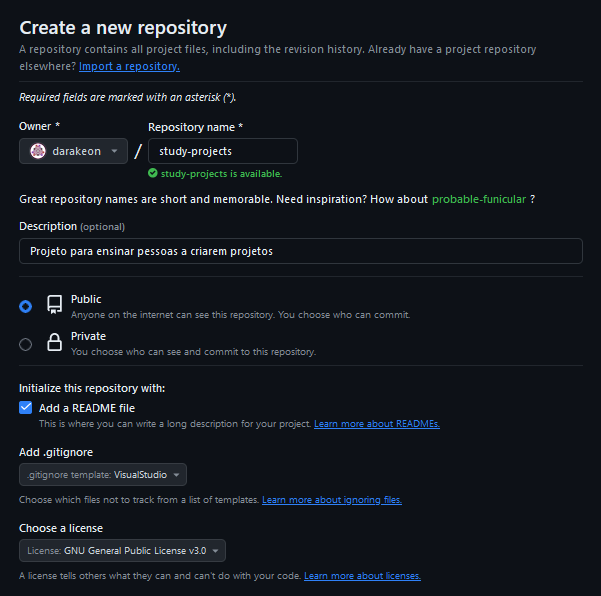 Create a new repository
A repository contains all project files, including the revision history. Already have a project repository
elsewhere? Import a repository.
Required fields are marked with an asterisk (*).
Owner *
Repository name *
darakeon
/
study-projects
study-projects is available.
Great repository names are short and memorable. Need inspiration? How about probable-funicular ?
Description (optional)
Projeto para ensinar pessoas a criarem projetos
Public
Anyone on the internet can see this repository. You choose who can commit.
Private
You choose who can see and commit to this repository.
Initialize this repository with:
Add a README file
This is where you can write a long description for your project. Learn more about READMEs.
Add .gitignore
.gitignore template: VisualStudio
Choose which files not to track from a list of templates. Learn more about ignoring files.
Choose a license
License: GNU General Public License v3.0
A license tells others what they can and can't do with your code. Learn more about licenses.